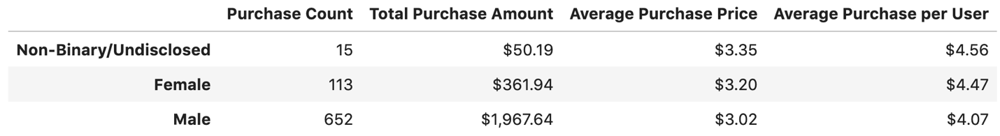 Purchase Count Total Purchase Amount Average Purchase Price Average Purchase per User
Non-Binary/Undisclosed 15 $50.19 $3.35 $4.56
Female 113 $361.94 $3.20 $4.47
Male 652 $1,967.64 $3.02 $4.07